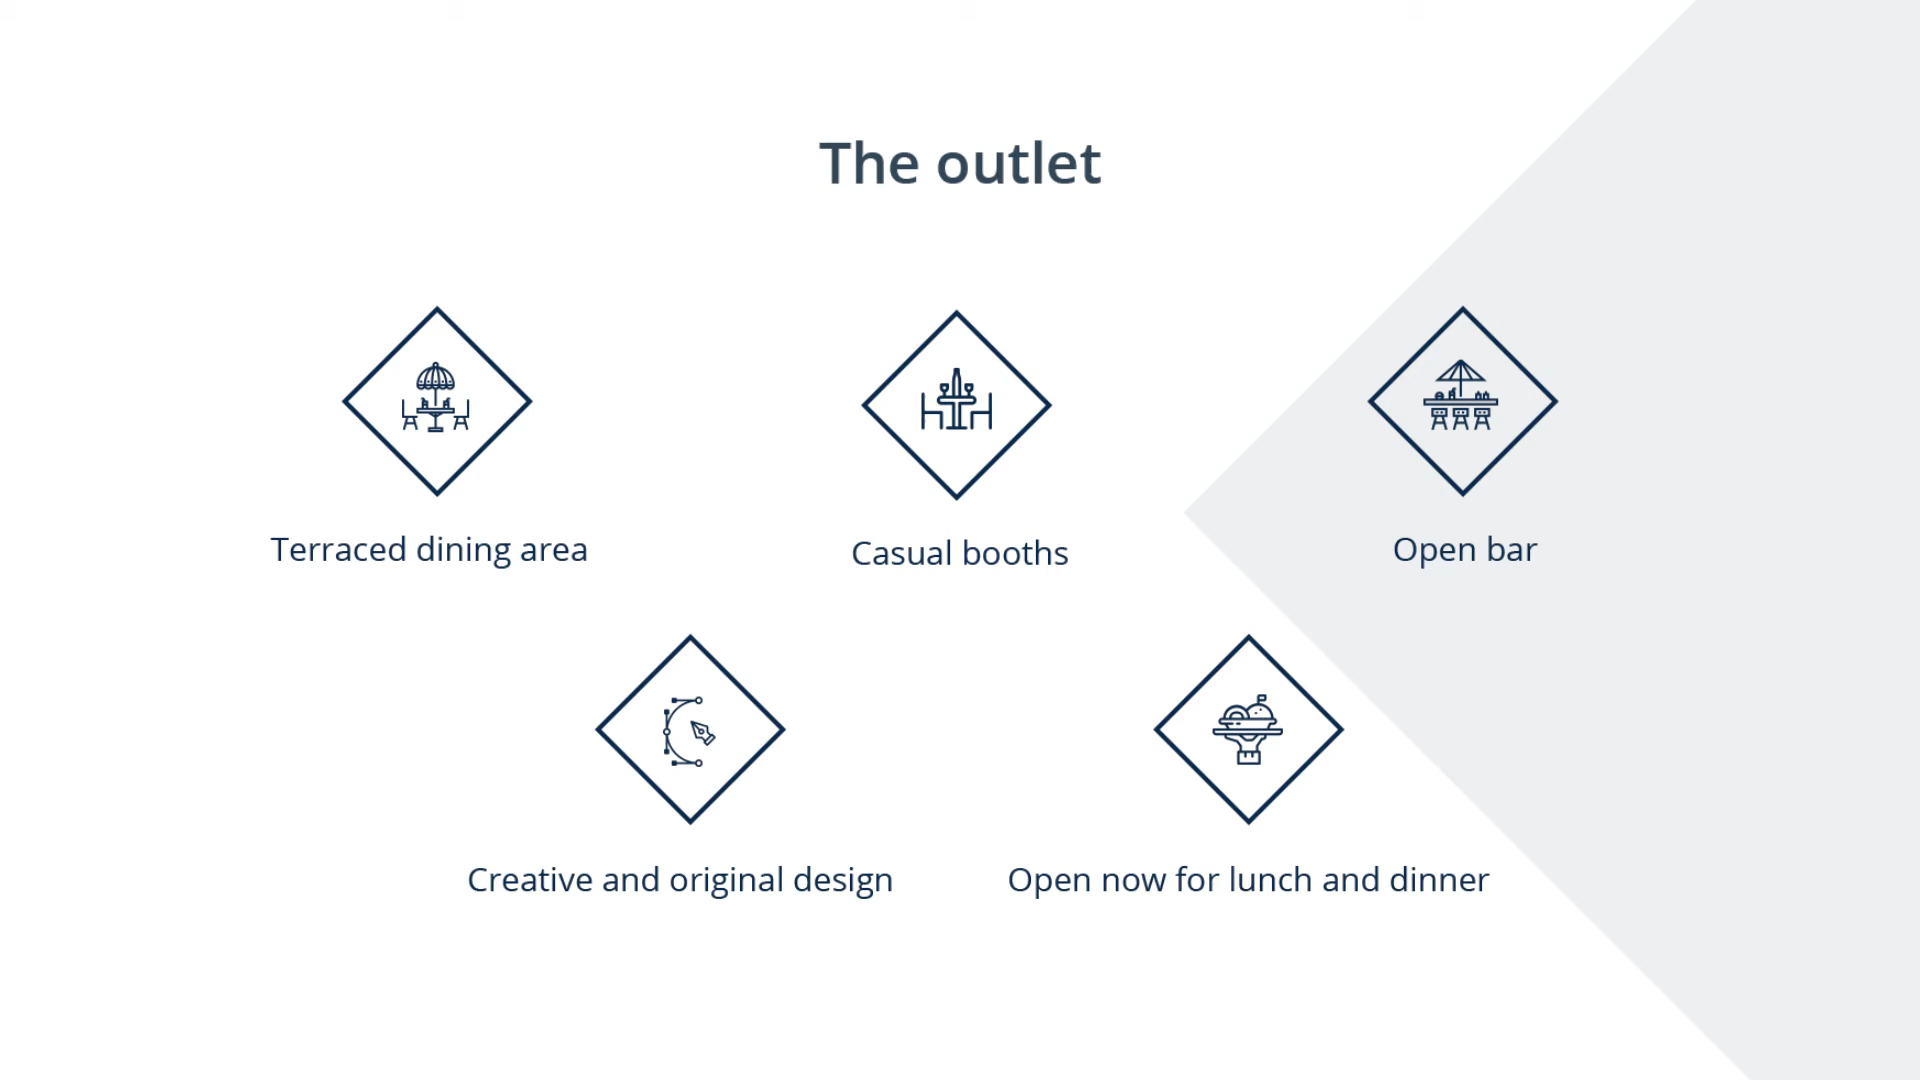 The outlet
Terraced dining area
Casual booths
Open bar
Creative and original design
Open now for lunch and dinner